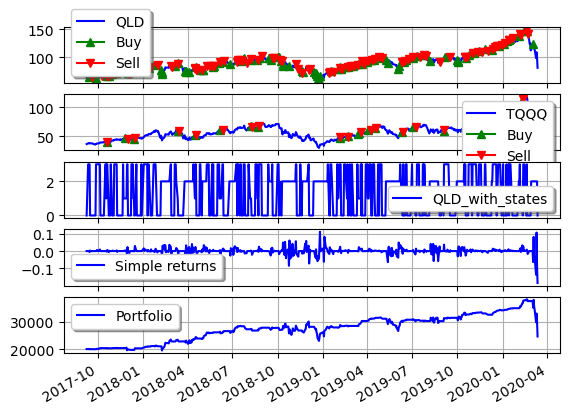 QLD
Buy
Sell
150
100
TQQQ
Buy
Sell
100
50
QLD_with_states
2
0
Simple returns
0.1
0.0
−0.1
Portfolio
30000
20000
2017-10
2018-01
2018-04
2018-07
2018-10
2019-01
2019-04
2019-07
2019-10
2020-01
2020-04